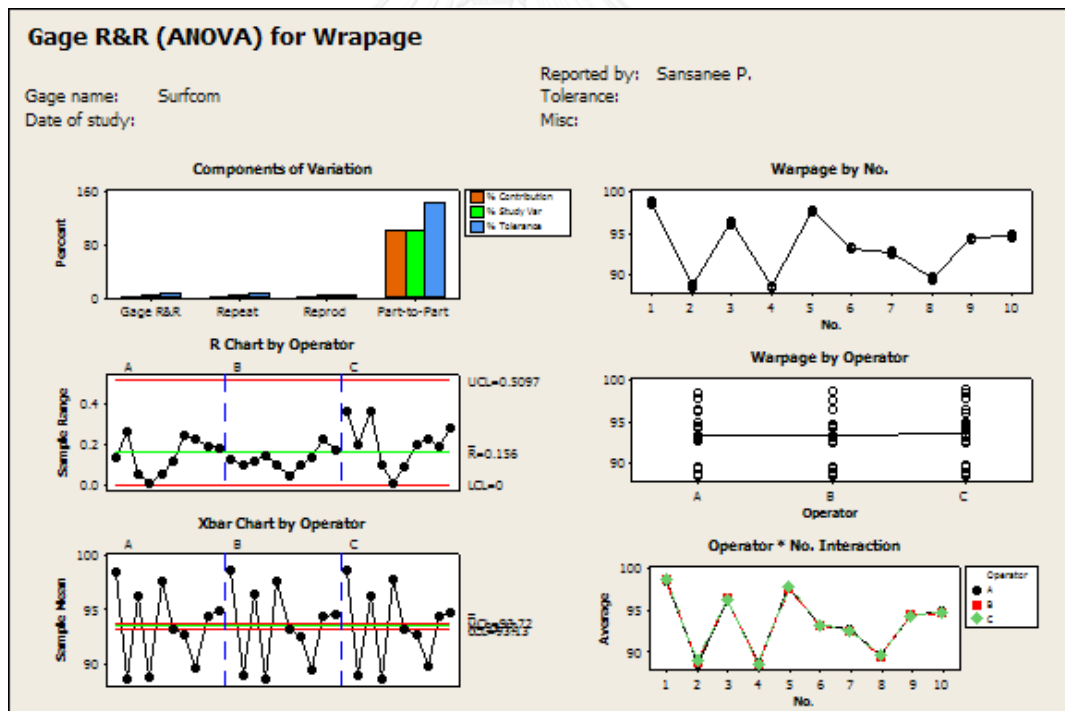 Gage R&R (ANOVA) for Wrapage
Gage name: Surfcom
Date of study:
Reported by: Sansanee P.
Tolerance:
Misc:
Components of Variation
Percent
160
80
0
Gage R&R Repeat Reprod Part-to-Part
% Contribution
% Study Var
% Tolerance
R Chart by Operator
A B C
Sample Range
0.4
0.2
0.0
UCL=0.5097
R=0.156
LCL=0
Xbar Chart by Operator
A B C
Sample Mean
100
95
90
Warpage by No.
100
95
90
1 2 3 4 5 6 7 8 9 10
No.
Warpage by Operator
100
95
90
A B C
Operator
Operator * No. Interaction
Average
100
95
90
1 2 3 4 5 6 7 8 9 10
No.
Operator
A
B
C